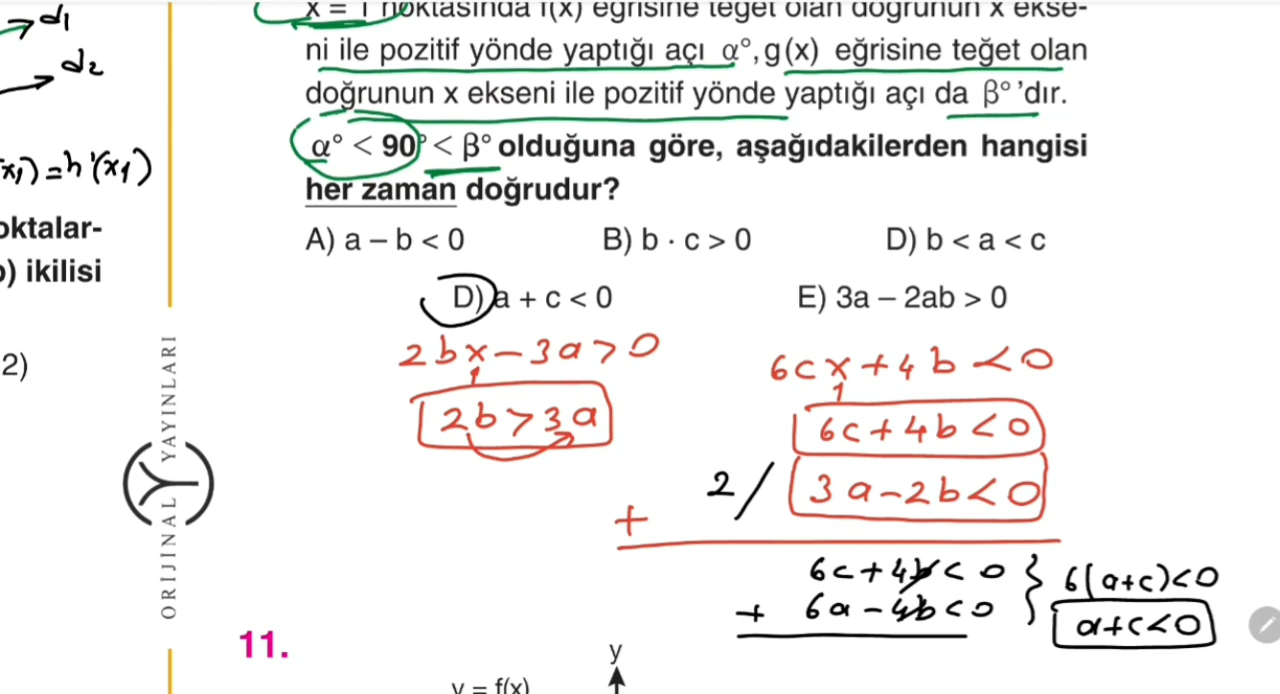 d1
d2
x1) = h'(x1)
oktalar-
) ikilisi
2)
ORİJİNAL YAYINLARI
x = 1 noktasında f(x) eğrisine teğet olan doğrunun x ekse-
ni ile pozitif yönde yaptığı açı α°, g(x) eğrisine teğet olan
doğrunun x ekseni ile pozitif yönde yaptığı açı da β°'dır.
α° < 90° < β° olduğuna göre, aşağıdakilerden hangisi
her zaman doğrudur?
A) a – b < 0 B) b · c > 0 D) b < a < c
D) a + c < 0 E) 3a – 2ab > 0
2bx - 3a > 0
1
2b > 3a
6cx + 4b < 0
1
6c + 4b < 0
2/ 3a - 2b < 0
+
6c + 4b < 0
+ 6a - 4b < 0
} 6(a+c) < 0
a+c < 0
11.
y
y = f(x)